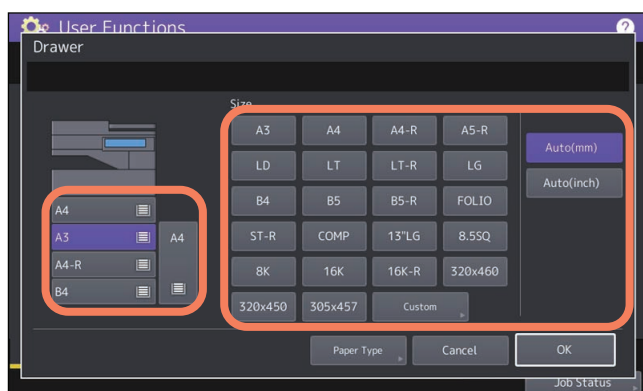 User Functions
?
Drawer
Size
A3 A4 A4-R A5-R
Auto(mm)
LD LT LT-R LG
Auto(inch)
B4 B5 B5-R FOLIO
A4
A3
A4-R
B4
A4
ST-R COMP 13"LG 8.5SQ
8K 16K 16K-R 320x460
320x450 305x457 Custom
Paper Type Cancel OK
Job Status